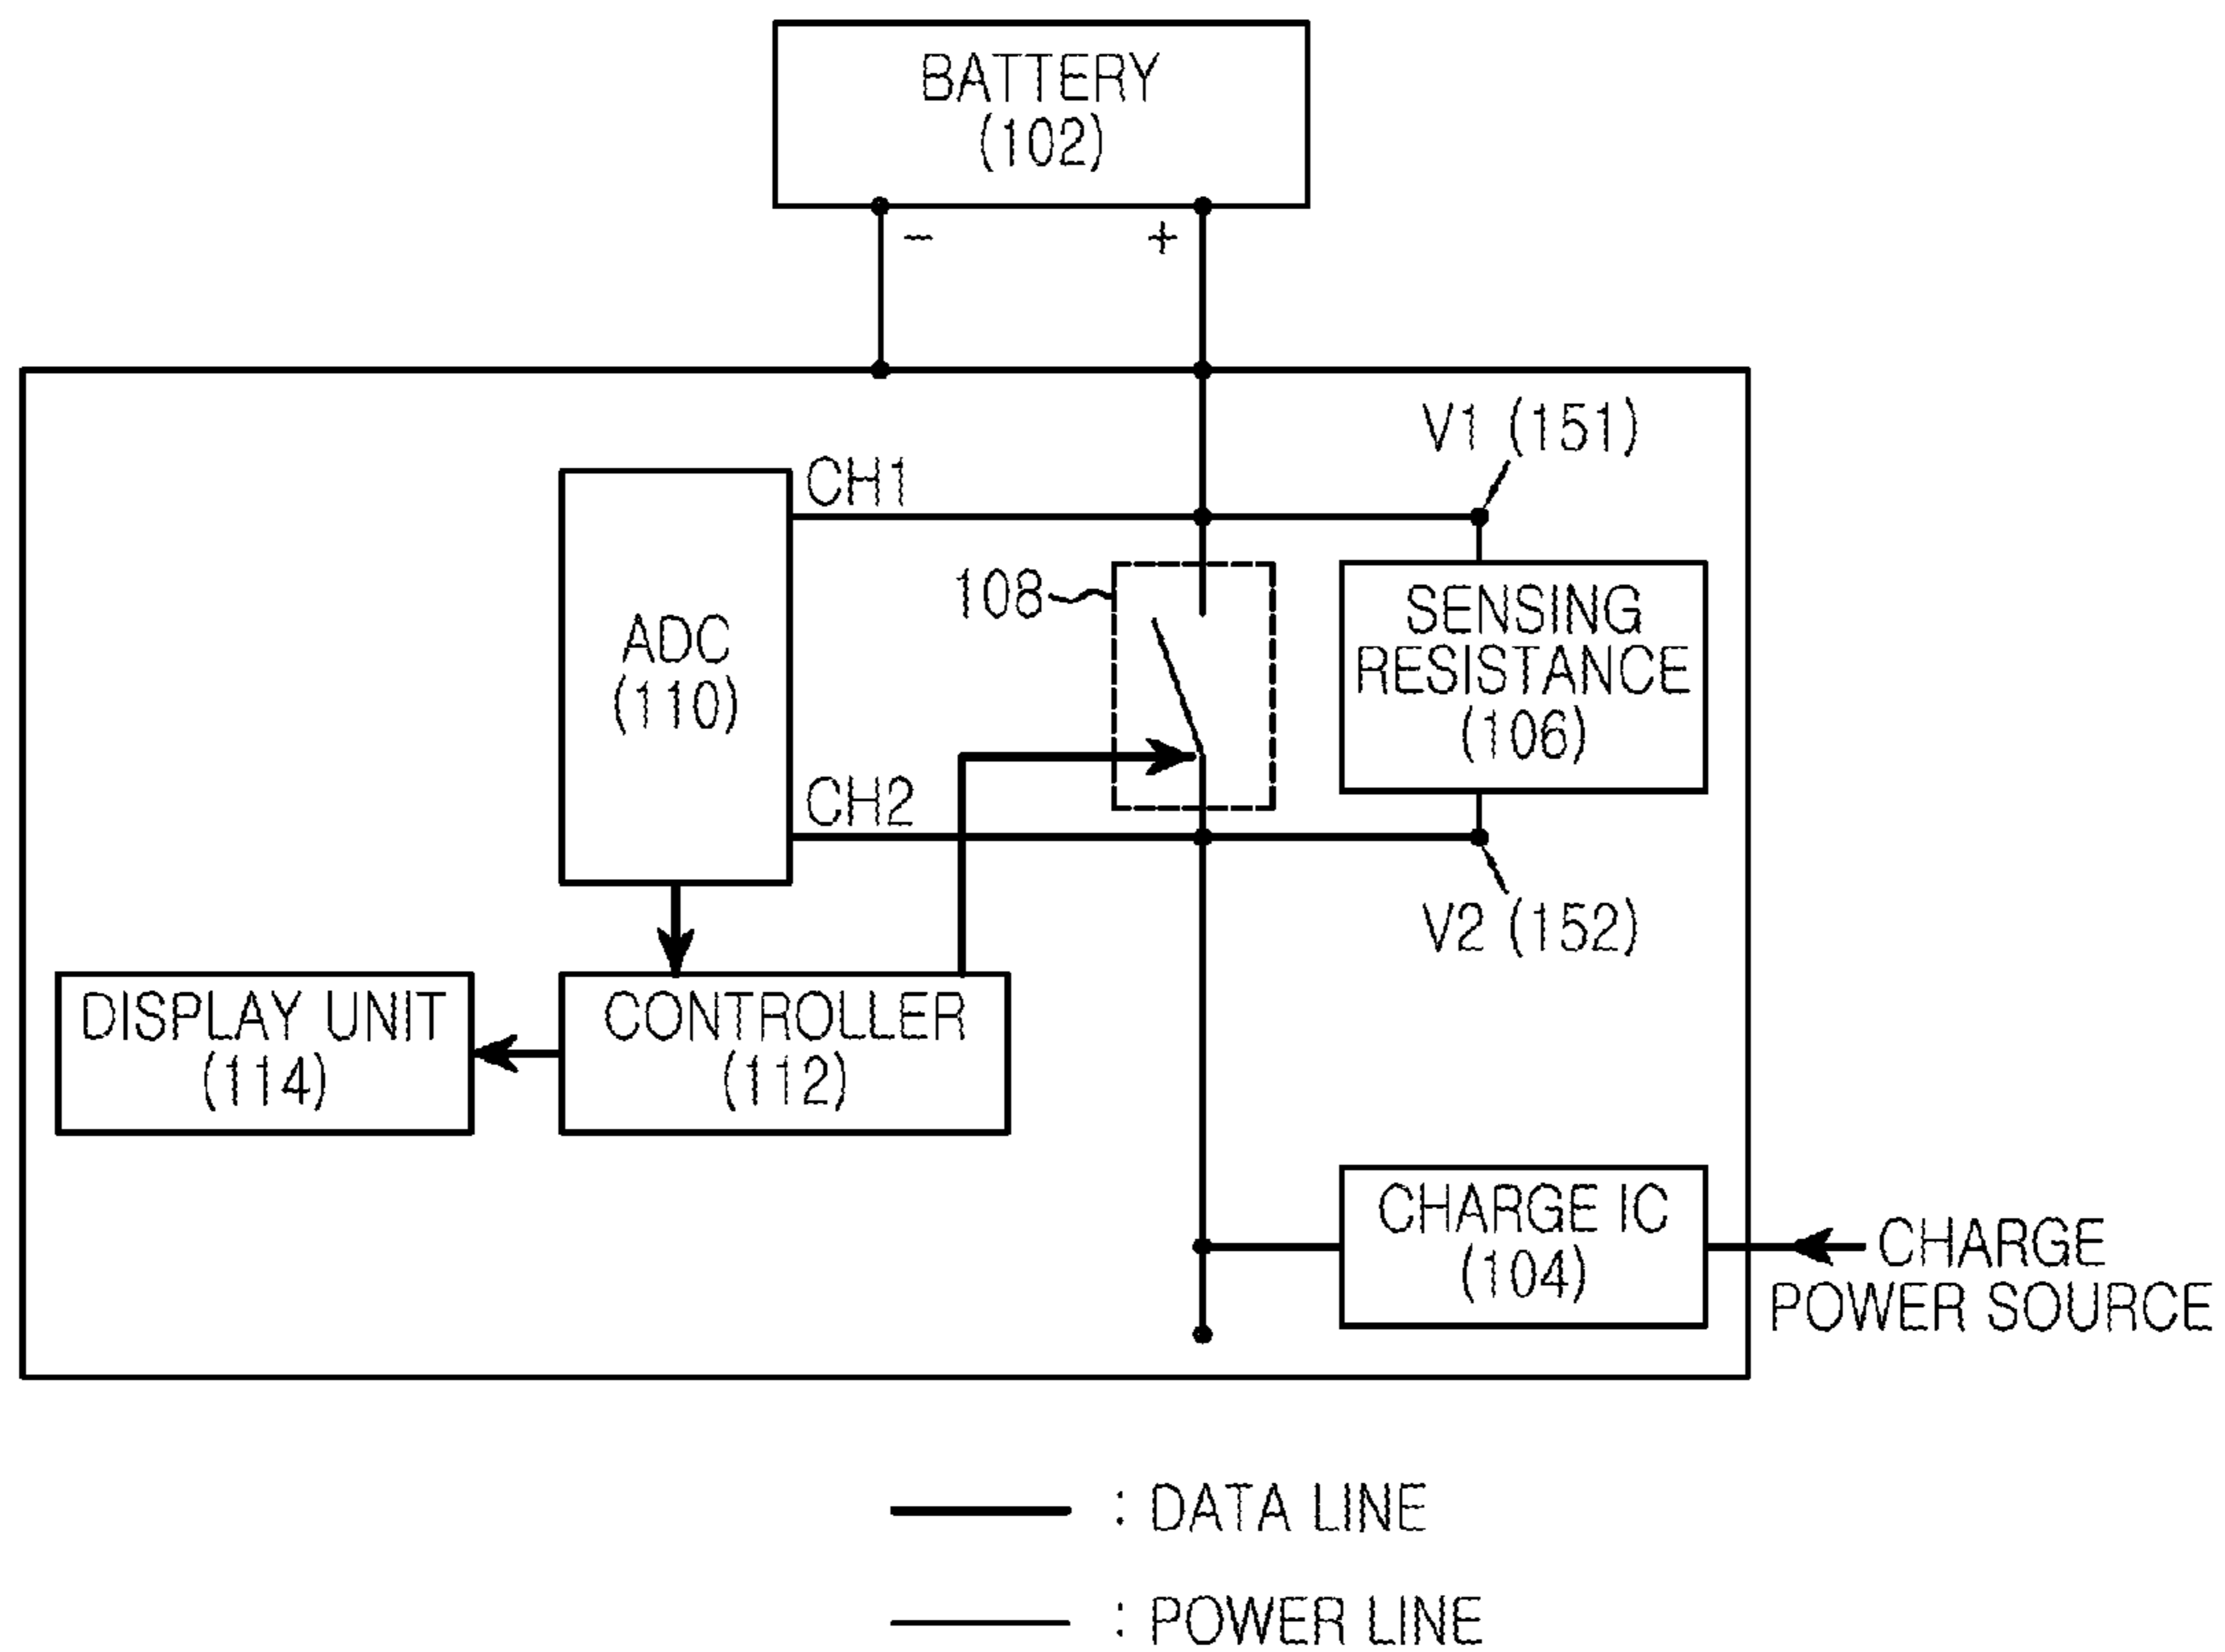 BATTERY
(102)
− +
V1 (151)
CH1
108
ADC
(110)
SENSING
RESISTANCE
(106)
CH2
V2 (152)
DISPLAY UNIT
(114)
CONTROLLER
(112)
CHARGE IC
(104)
CHARGE
POWER SOURCE
: DATA LINE
: POWER LINE